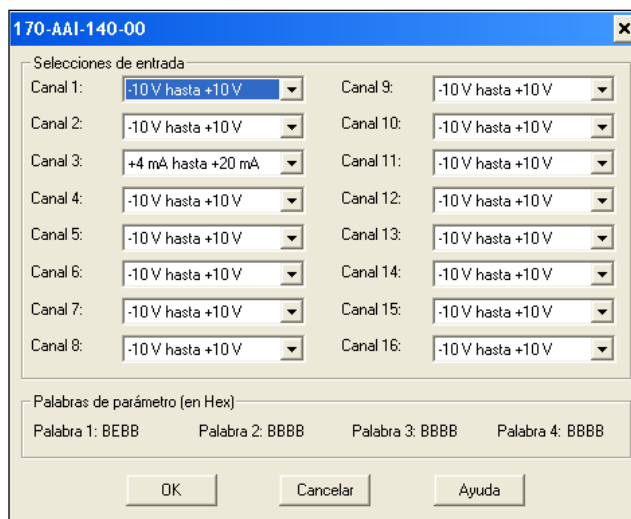 170-AAI-140-00
Selecciones de entrada
Canal 1: -10 V hasta +10 V
Canal 2: -10 V hasta +10 V
Canal 3: +4 mA hasta +20 mA
Canal 4: -10 V hasta +10 V
Canal 5: -10 V hasta +10 V
Canal 6: -10 V hasta +10 V
Canal 7: -10 V hasta +10 V
Canal 8: -10 V hasta +10 V
Canal 9: -10 V hasta +10 V
Canal 10: -10 V hasta +10 V
Canal 11: -10 V hasta +10 V
Canal 12: -10 V hasta +10 V
Canal 13: -10 V hasta +10 V
Canal 14: -10 V hasta +10 V
Canal 15: -10 V hasta +10 V
Canal 16: -10 V hasta +10 V
Palabras de parámetro (en Hex)
Palabra 1: BEBB Palabra 2: BBBB Palabra 3: BBBB Palabra 4: BBBB
OK Cancelar Ayuda